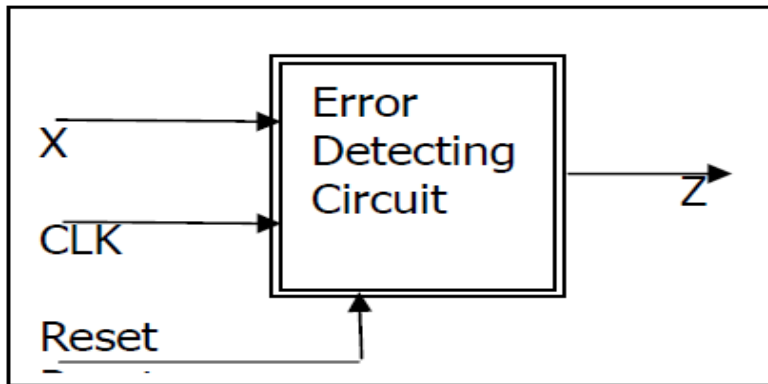 Error
Detecting
Circuit
X
CLK
Z
Reset